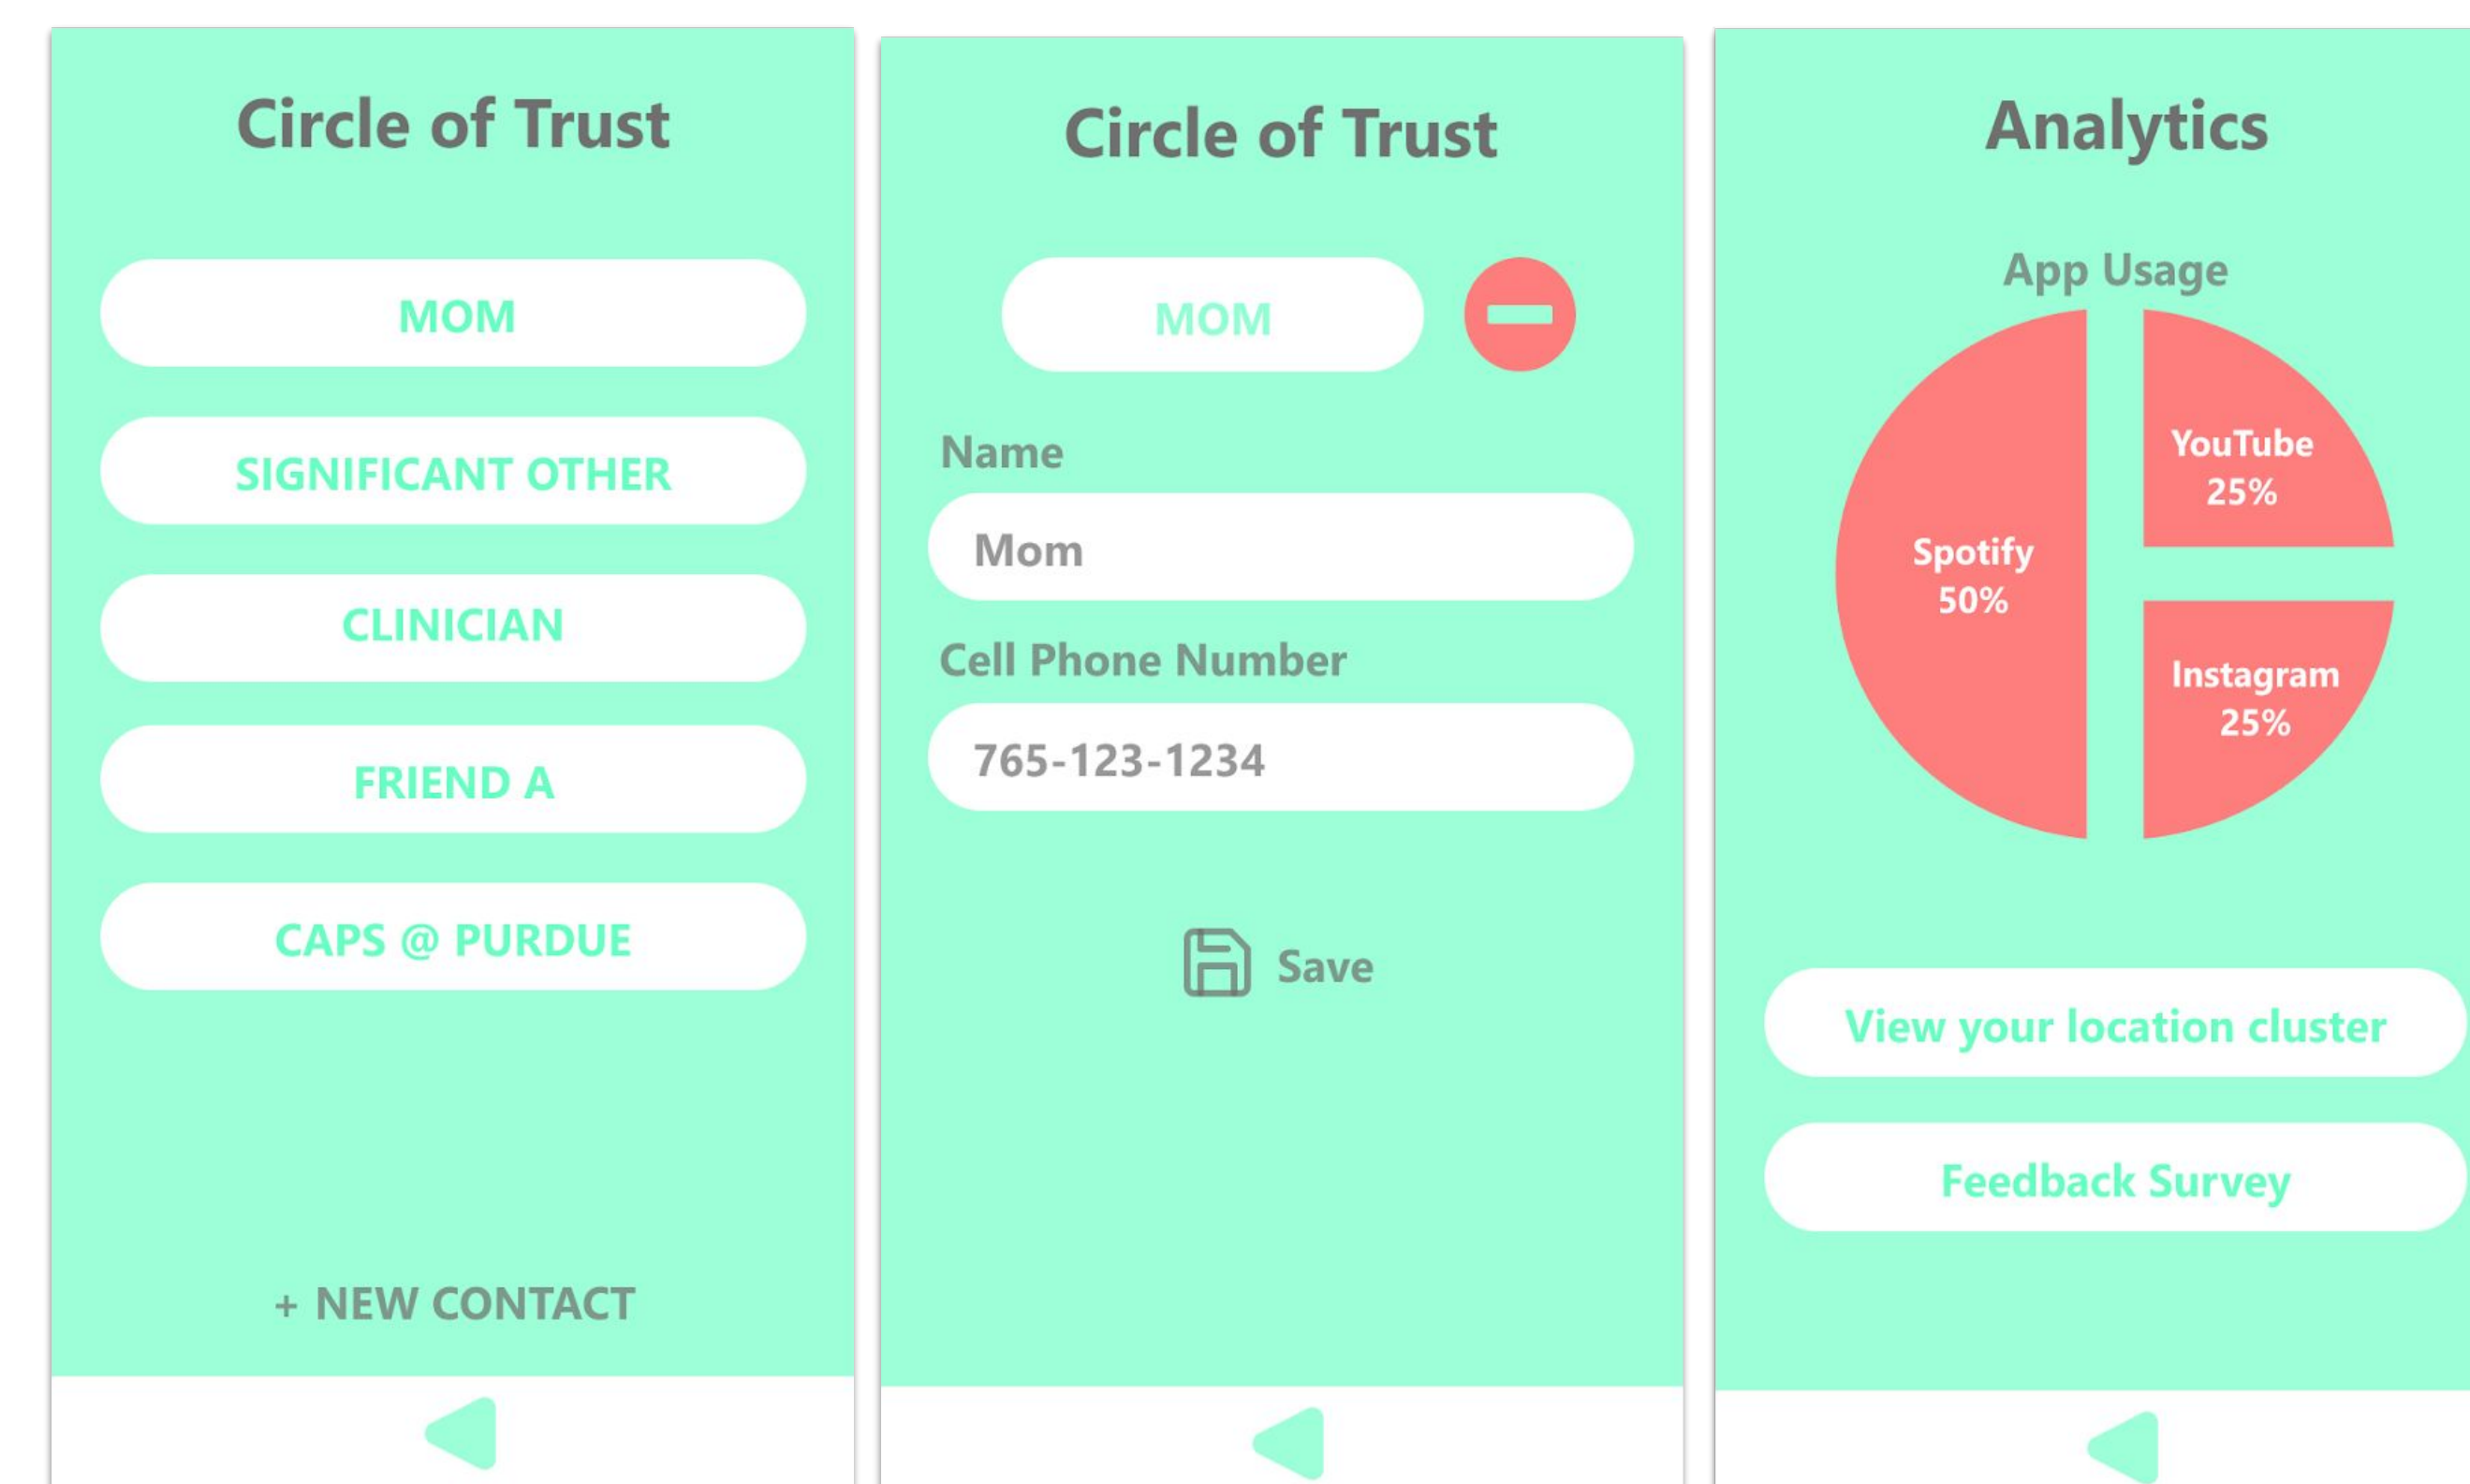 Circle of Trust
MOM
SIGNIFICANT OTHER
CLINICIAN
FRIEND A
CAPS @ PURDUE
+ NEW CONTACT
Circle of Trust
MOM
Name
Mom
Cell Phone Number
765-123-1234
Save
Analytics
App Usage
Spotify
50%
YouTube
25%
Instagram
25%
View your location cluster
Feedback Survey